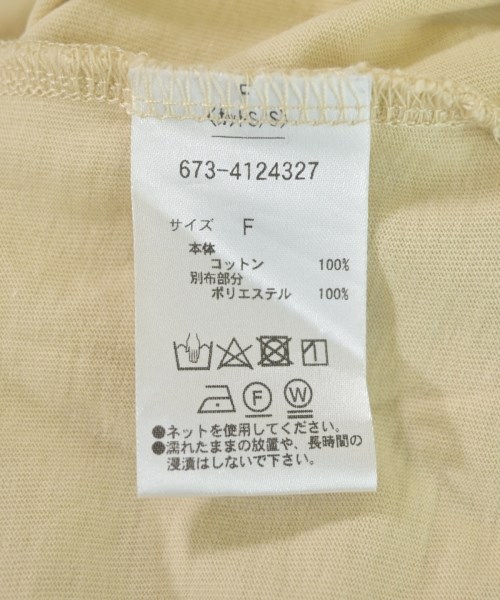 673-4124327
サイズ F
本体
コットン 100%
別布部分
ポリエステル 100%
F W
●ネットを使用してください。
●濡れたままの放置や、長時間の
浸漬はしないで下さい。